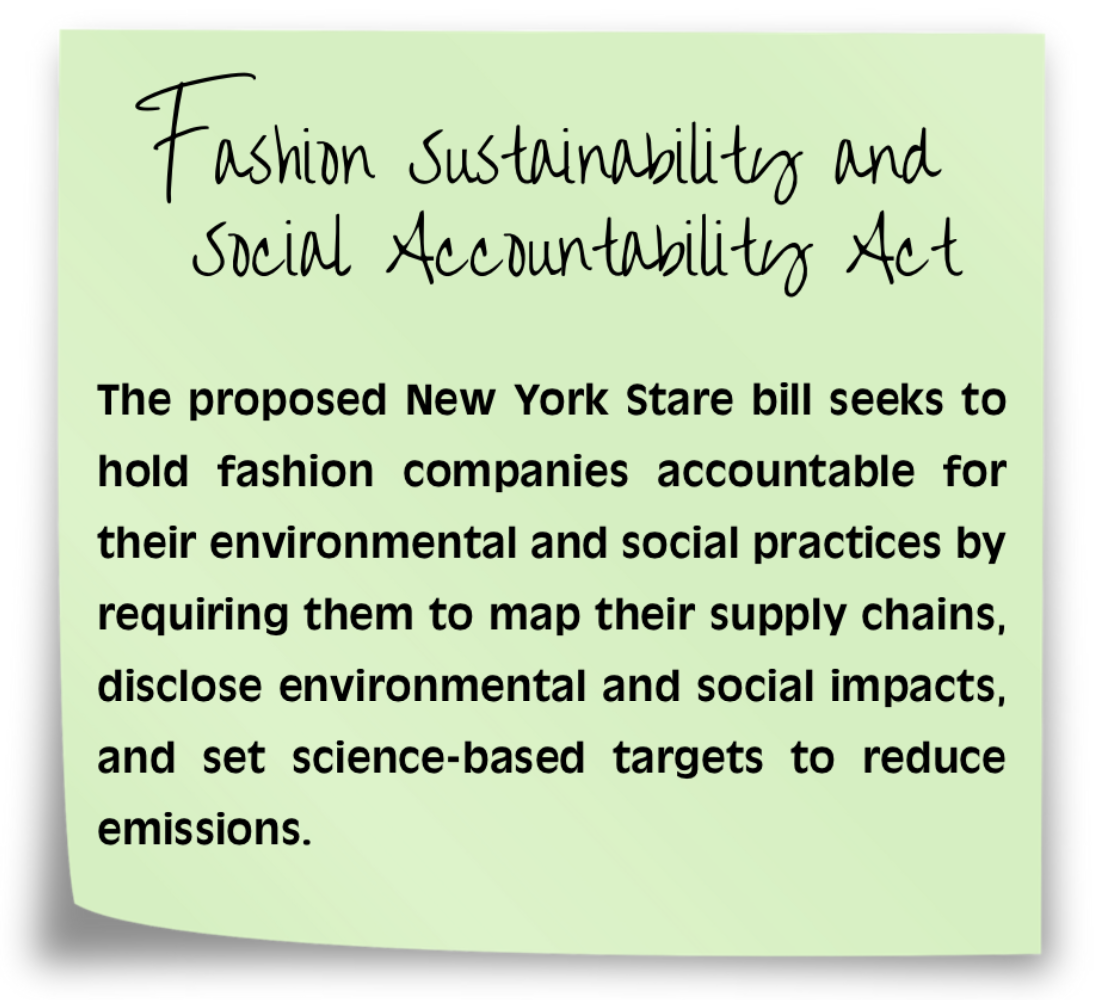 Fashion Sustainability and
Social Accountability Act
The proposed New York Stare bill seeks to
hold fashion companies accountable for
their environmental and social practices by
requiring them to map their supply chains,
disclose environmental and social impacts,
and set science-based targets to reduce
emissions.